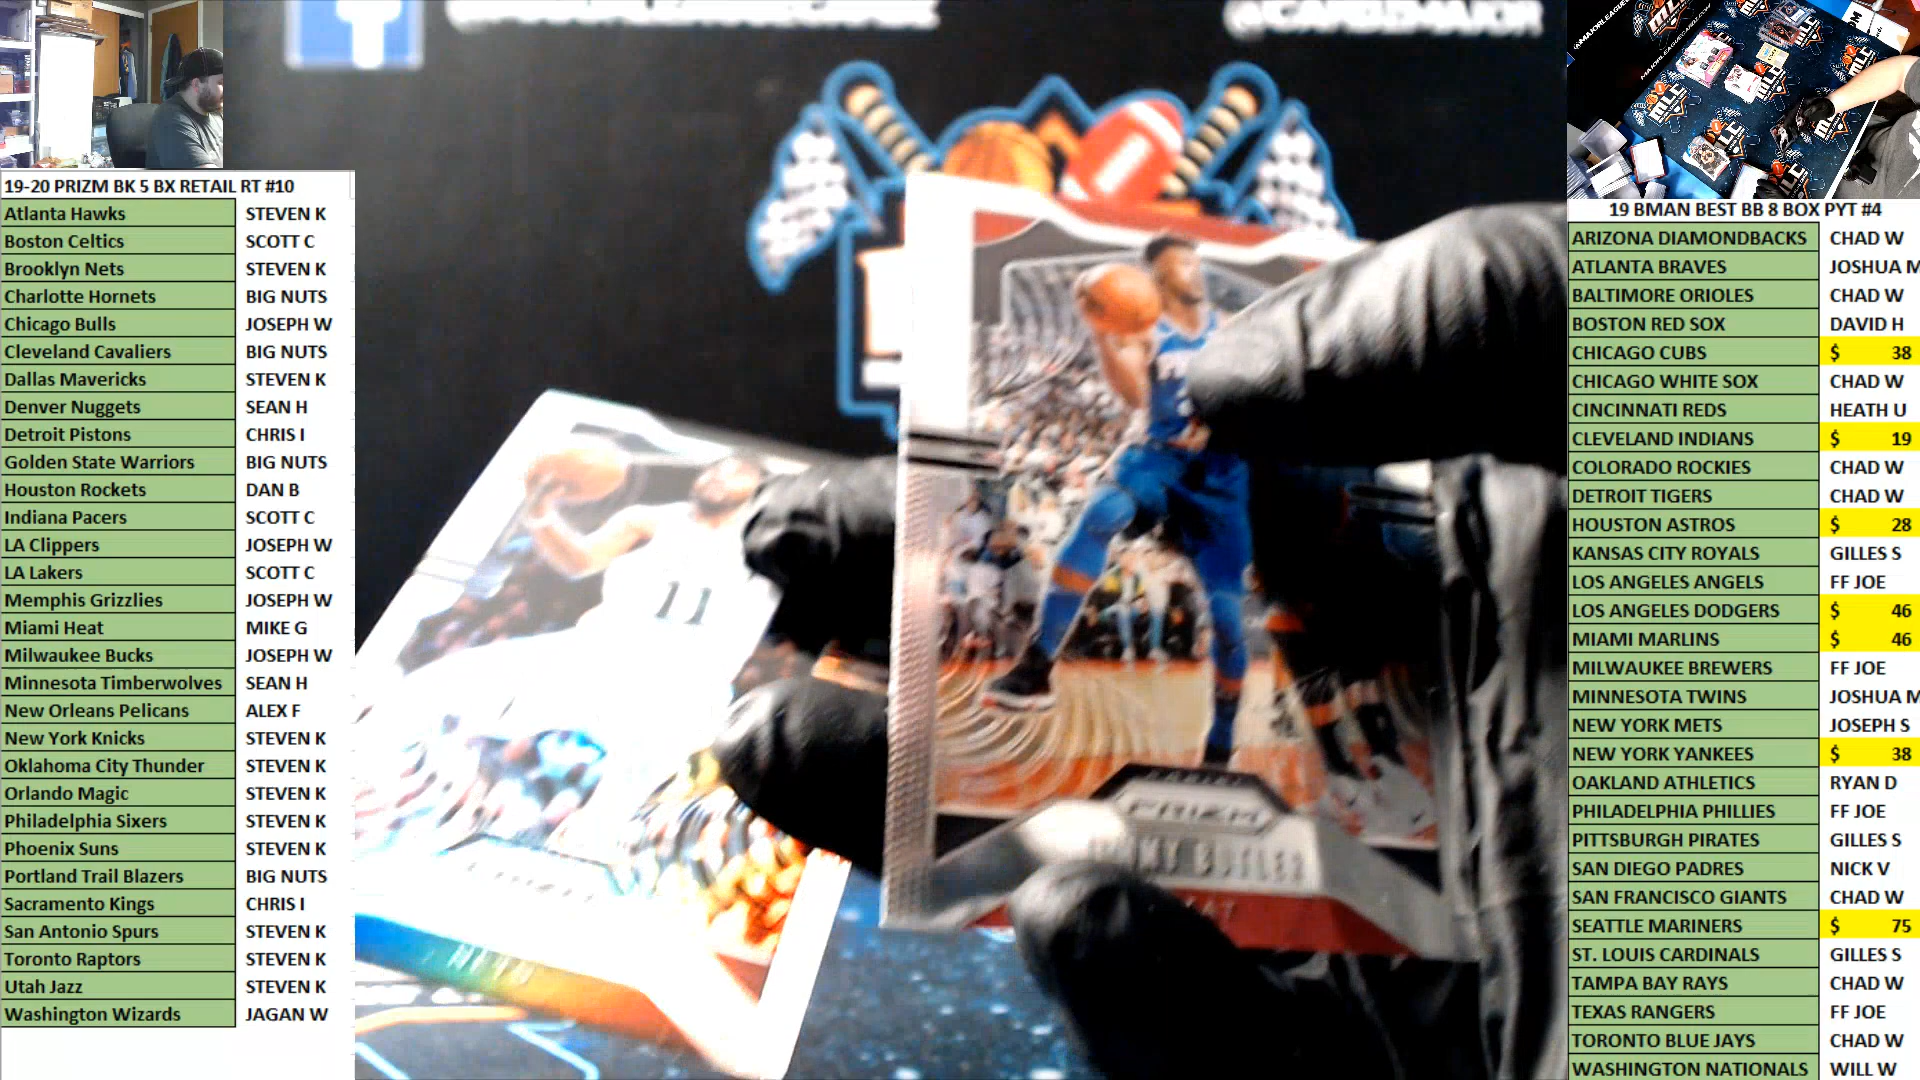 19-20 PRIZM BK 5 BX RETAIL RT #10
Atlanta Hawks STEVEN K
Boston Celtics SCOTT C
Brooklyn Nets STEVEN K
Charlotte Hornets BIG NUTS
Chicago Bulls JOSEPH W
Cleveland Cavaliers BIG NUTS
Dallas Mavericks STEVEN K
Denver Nuggets SEAN H
Detroit Pistons CHRIS I
Golden State Warriors BIG NUTS
Houston Rockets DAN B
Indiana Pacers SCOTT C
LA Clippers JOSEPH W
LA Lakers SCOTT C
Memphis Grizzlies JOSEPH W
Miami Heat MIKE G
Milwaukee Bucks JOSEPH W
Minnesota Timberwolves SEAN H
New Orleans Pelicans ALEX F
New York Knicks STEVEN K
Oklahoma City Thunder STEVEN K
Orlando Magic STEVEN K
Philadelphia Sixers STEVEN K
Phoenix Suns STEVEN K
Portland Trail Blazers BIG NUTS
Sacramento Kings CHRIS I
San Antonio Spurs STEVEN K
Toronto Raptors STEVEN K
Utah Jazz STEVEN K
Washington Wizards JAGAN W
11
PRIZM
BUTLER
MLC
MLC
MLC
MLC
19 BMAN BEST BB 8 BOX PYT #4
ARIZONA DIAMONDBACKS CHAD W
ATLANTA BRAVES JOSHUA M
BALTIMORE ORIOLES CHAD W
BOSTON RED SOX DAVID H
CHICAGO CUBS $ 38
CHICAGO WHITE SOX CHAD W
CINCINNATI REDS HEATH U
CLEVELAND INDIANS $ 19
COLORADO ROCKIES CHAD W
DETROIT TIGERS CHAD W
HOUSTON ASTROS $ 28
KANSAS CITY ROYALS GILLES S
LOS ANGELES ANGELS FF JOE
LOS ANGELES DODGERS $ 46
MIAMI MARLINS $ 46
MILWAUKEE BREWERS FF JOE
MINNESOTA TWINS JOSHUA M
NEW YORK METS JOSEPH S
NEW YORK YANKEES $ 38
OAKLAND ATHLETICS RYAN D
PHILADELPHIA PHILLIES FF JOE
PITTSBURGH PIRATES GILLES S
SAN DIEGO PADRES NICK V
SAN FRANCISCO GIANTS CHAD W
SEATTLE MARINERS $ 75
ST. LOUIS CARDINALS GILLES S
TAMPA BAY RAYS CHAD W
TEXAS RANGERS FF JOE
TORONTO BLUE JAYS CHAD W
WASHINGTON NATIONALS WILL W